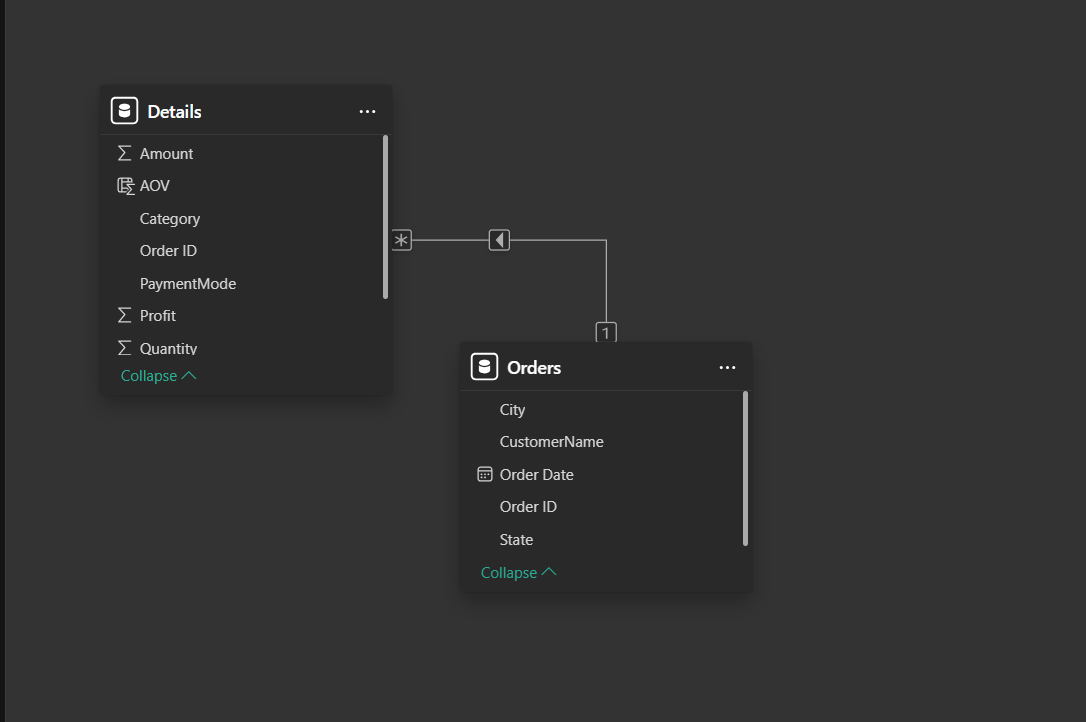 Details
...
Amount
AOV
Category
Order ID
PaymentMode
Profit
Quantity
Collapse
*
1
Orders
...
City
CustomerName
Order Date
Order ID
State
Collapse